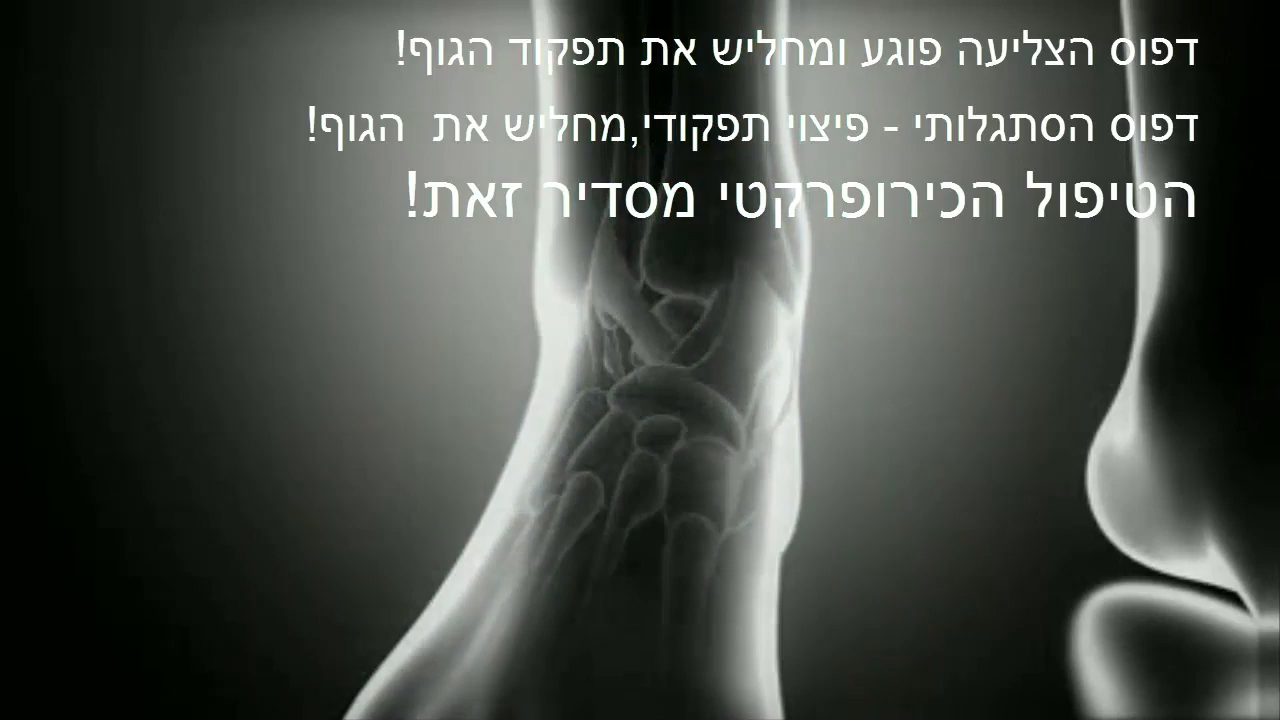 דפוס הצליעה פוגע ומחליש את תפקוד הגוף!
דפוס הסתגלותי - פיצוי תפקודי,מחליש את  הגוף!
הטיפול הכירופרקטי מסדיר זאת!